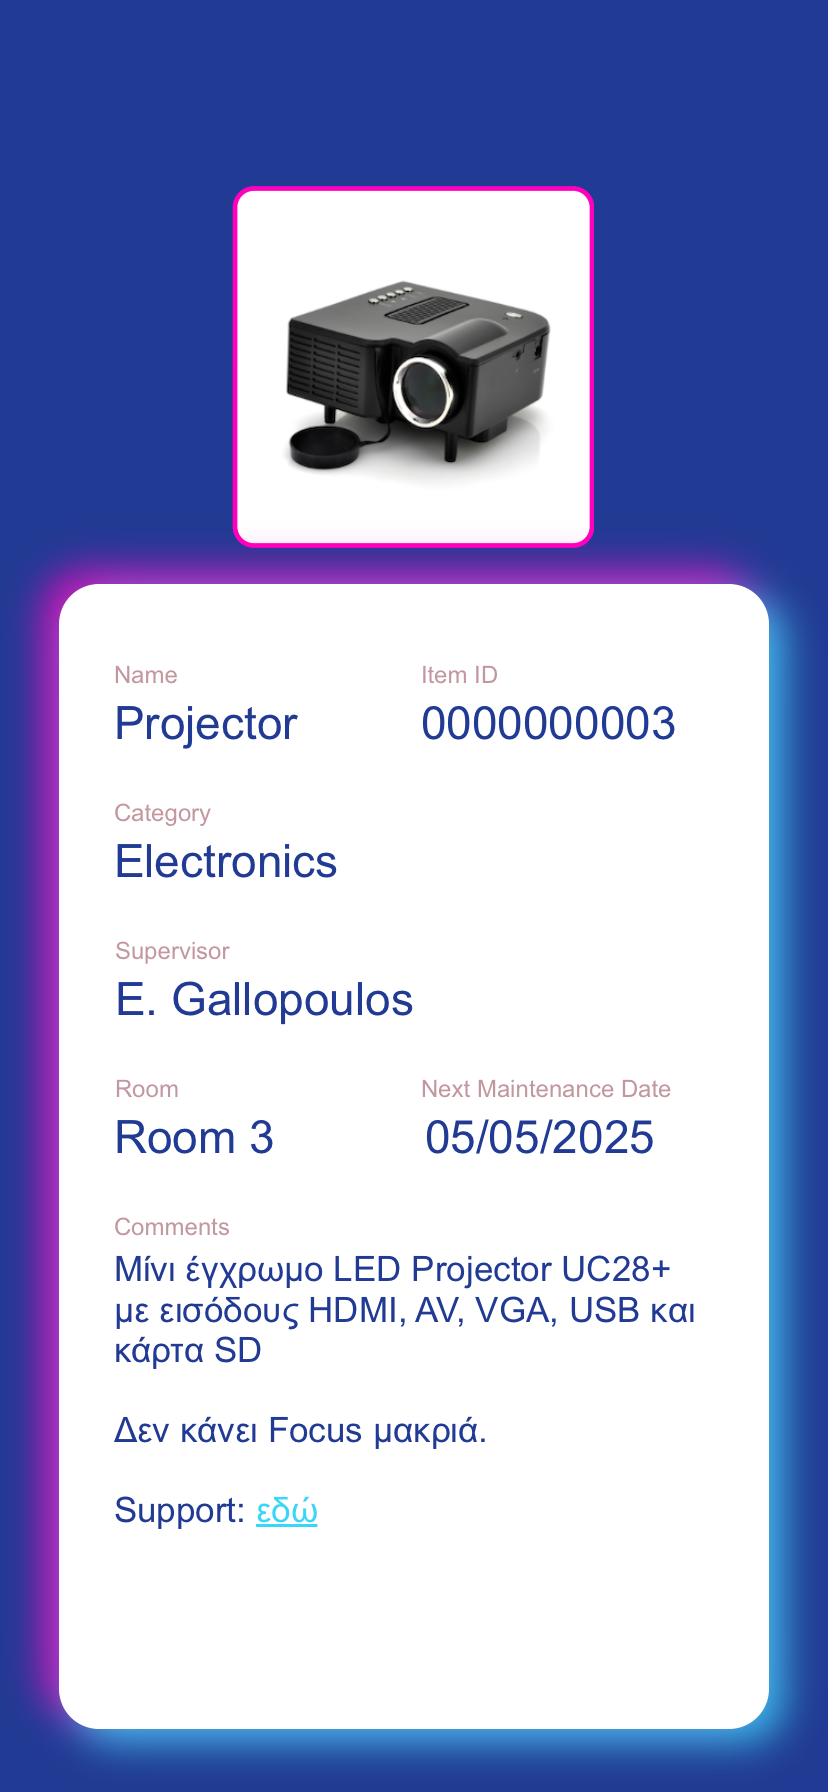 Name
Projector
Item ID
0000000003
Category
Electronics
Supervisor
E. Gallopoulos
Room
Room 3
Next Maintenance Date
05/05/2025
Comments
Μίνι έγχρωμο LED Projector UC28+
με εισόδους HDMI, AV, VGA, USB και
κάρτα SD
Δεν κάνει Focus μακριά.
Support: εδώ